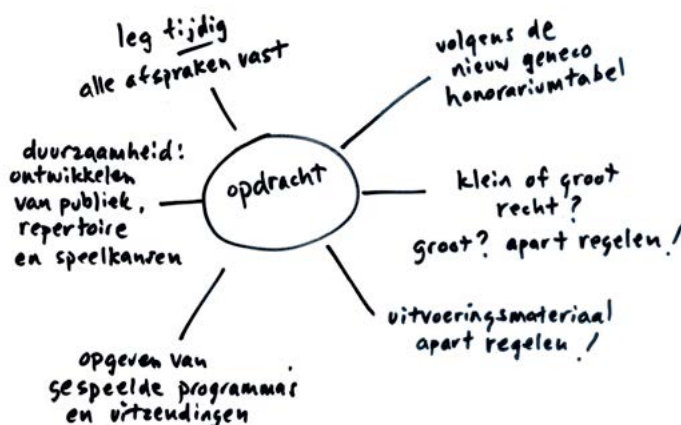 leg tijdig
alle afspraken vast
volgens de
nieuw geneco
honorariumtabel
duurzaamheid:
ontwikkelen
van publiek,
repertoire
en speelkansen
opdracht
klein of groot
recht?
groot? apart regelen!
uitvoeringsmateriaal
apart regelen!
opgeven van
gespeelde programma's
en uitzendingen